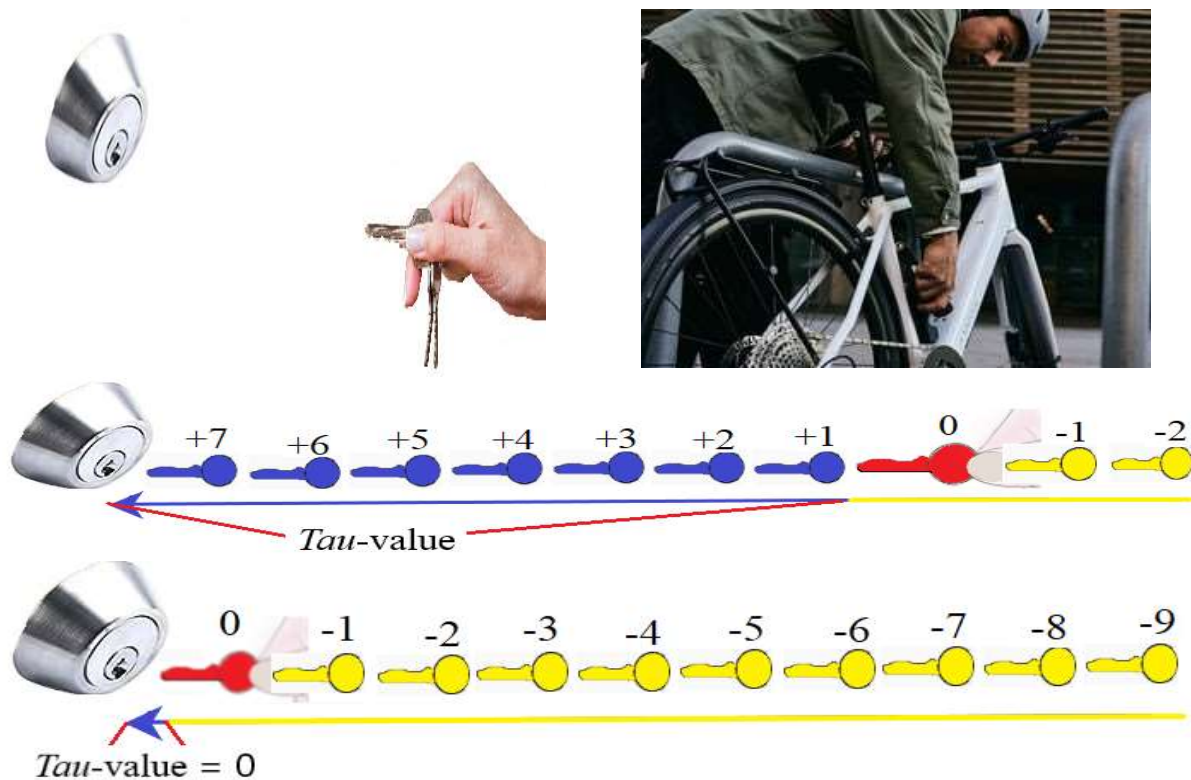 +7 +6 +5 +4 +3 +2 +1 0 -1 -2
Tau-value
0 -1 -2 -3 -4 -5 -6 -7 -8 -9
Tau-value = 0